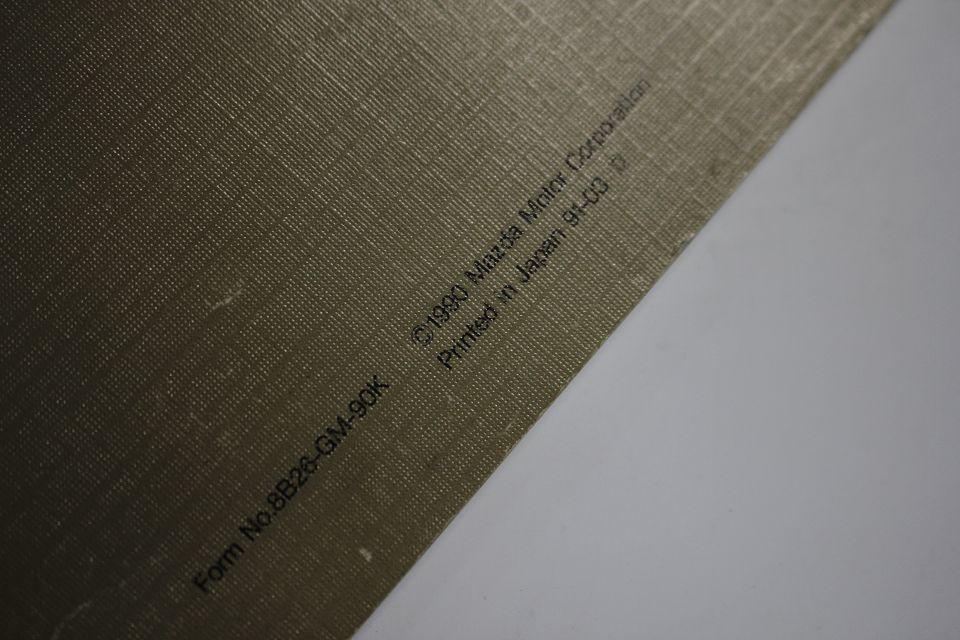 Form No.8B26-GM-90K
©1990 Mazda Motor Corporation
Printed in Japan 91-03 D